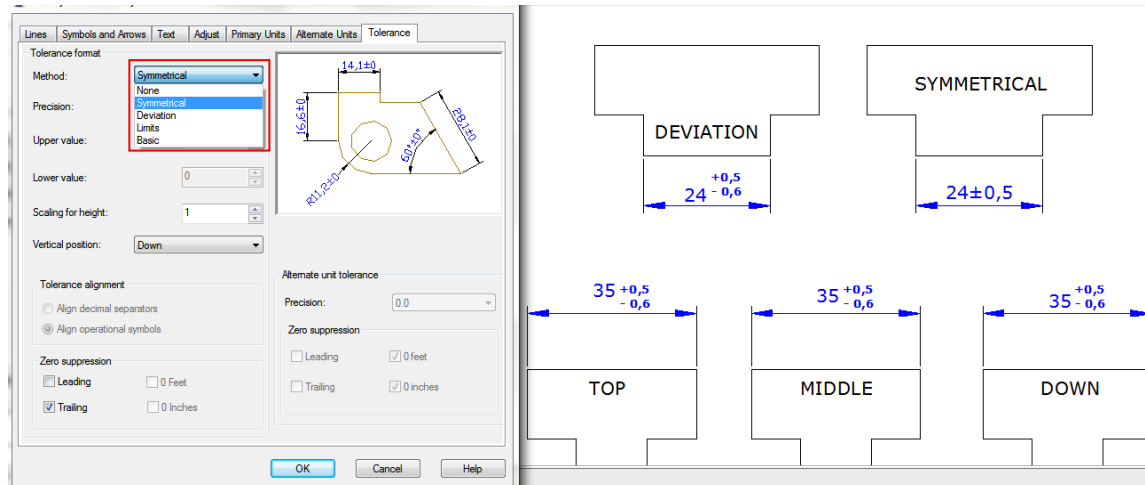 Lines Symbols and Arrows Text Adjust Primary Units Alternate Units Tolerance
Tolerance format
Method: Symmetrical
None
Symmetrical
Deviation
Limits
Basic
Precision:
Upper value:
Lower value: 0
Scaling for height: 1
Vertical position: Down
Tolerance alignment
Align decimal separators
Align operational symbols
Zero suppression
Leading 0 Feet
Trailing 0 Inches
14,1±0
16,6±0
28,1±0
60°±0°
R11,2±0
Alternate unit tolerance
Precision: 0.0
Zero suppression
Leading 0 feet
Trailing 0 inches
OK Cancel Help
DEVIATION
+0,5
24 - 0,6
SYMMETRICAL
24±0,5
35 +0,5
- 0,6
TOP
35 +0,5
- 0,6
MIDDLE
35 +0,5
- 0,6
DOWN